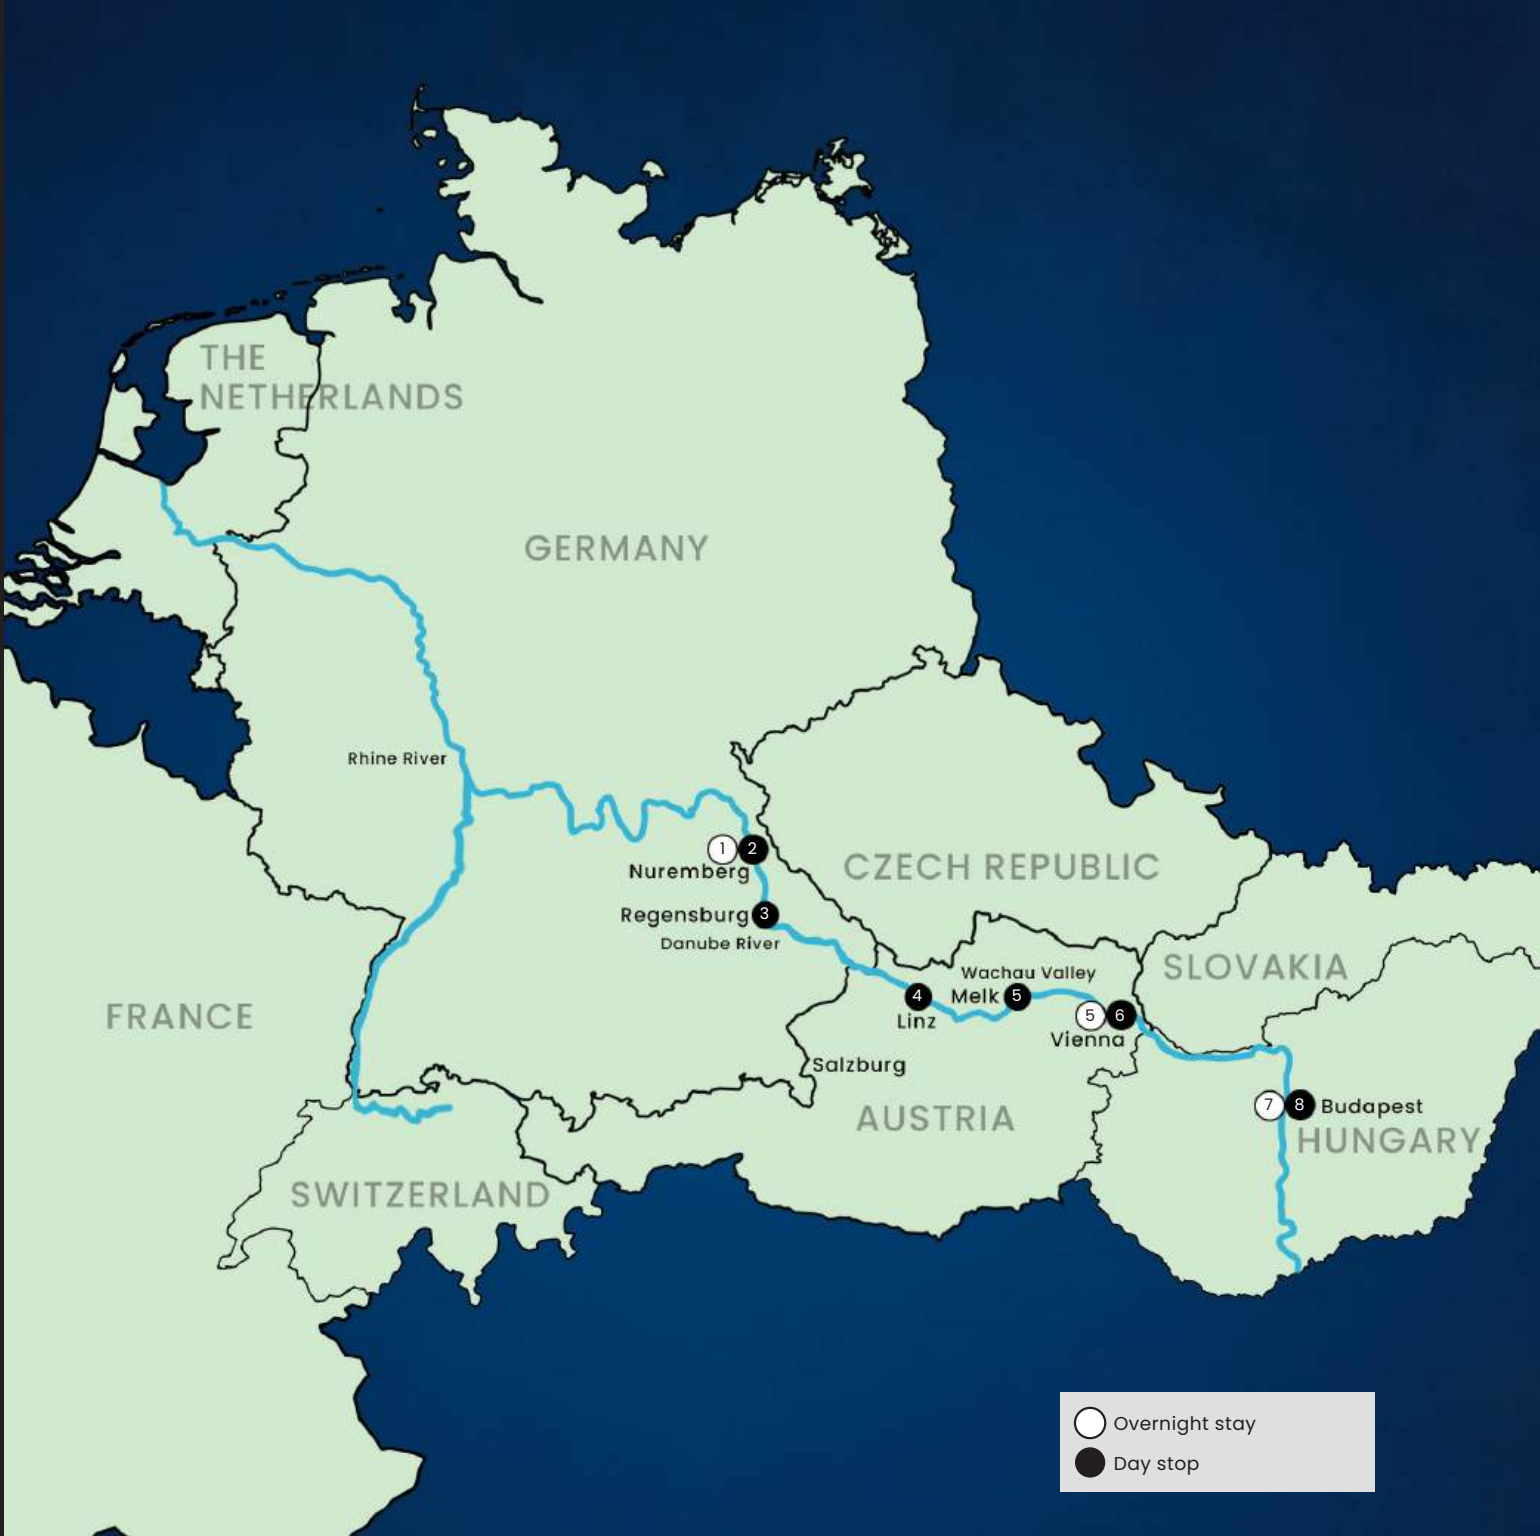 THE
NETHERLANDS
GERMANY
Rhine River
1 2
Nuremberg
CZECH REPUBLIC
Regensburg 3
Danube River
SLOVAKIA
Wachau Valley
4
Melk 5
Linz
5 6
Vienna
FRANCE
Salzburg
AUSTRIA
7 8 Budapest
HUNGARY
SWITZERLAND
Overnight stay
Day stop